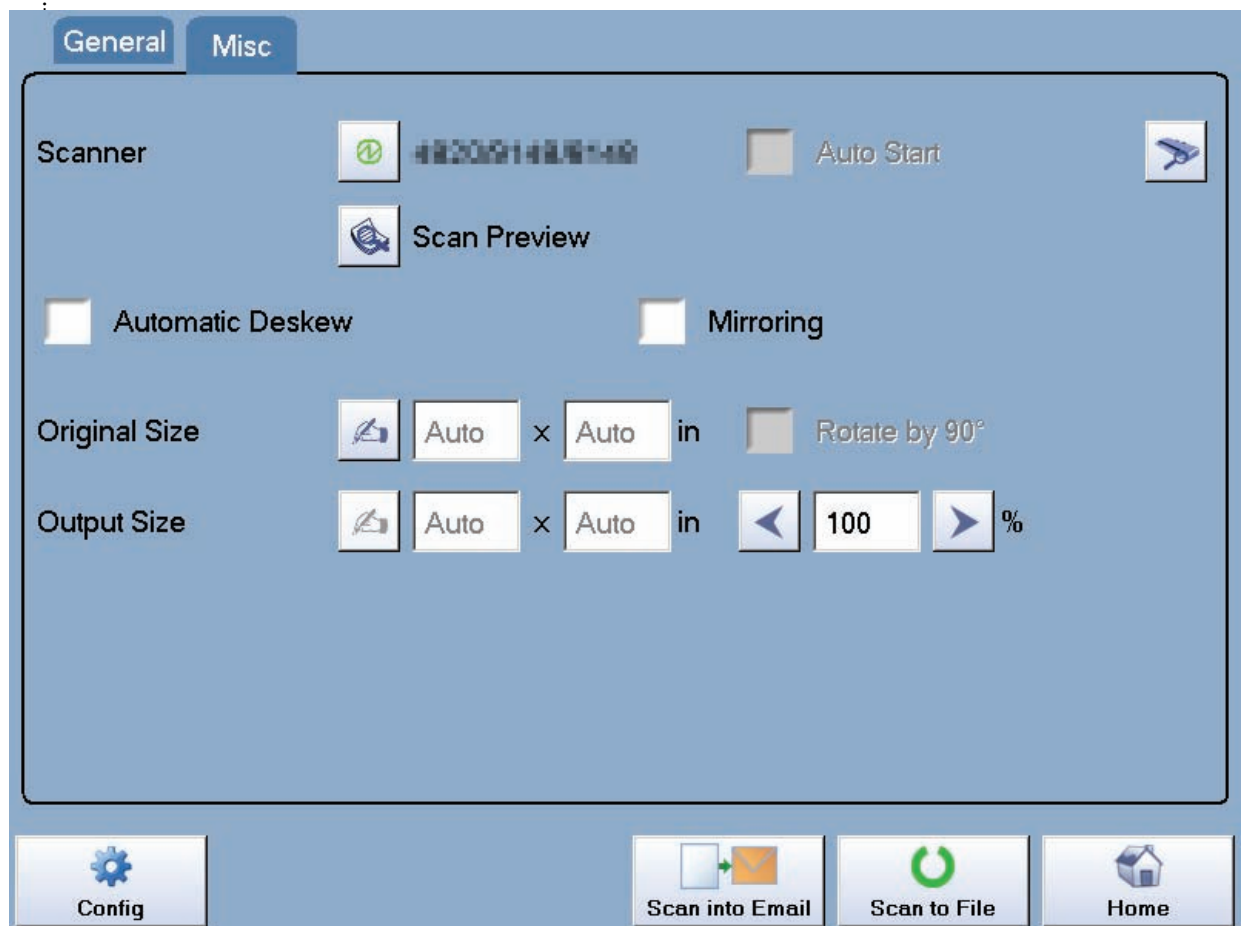 General Misc
Scanner Auto Start
Scan Preview
Automatic Deskew Mirroring
Original Size Auto x Auto in Rotate by 90°
Output Size Auto x Auto in 100 %
Config Scan into Email Scan to File Home